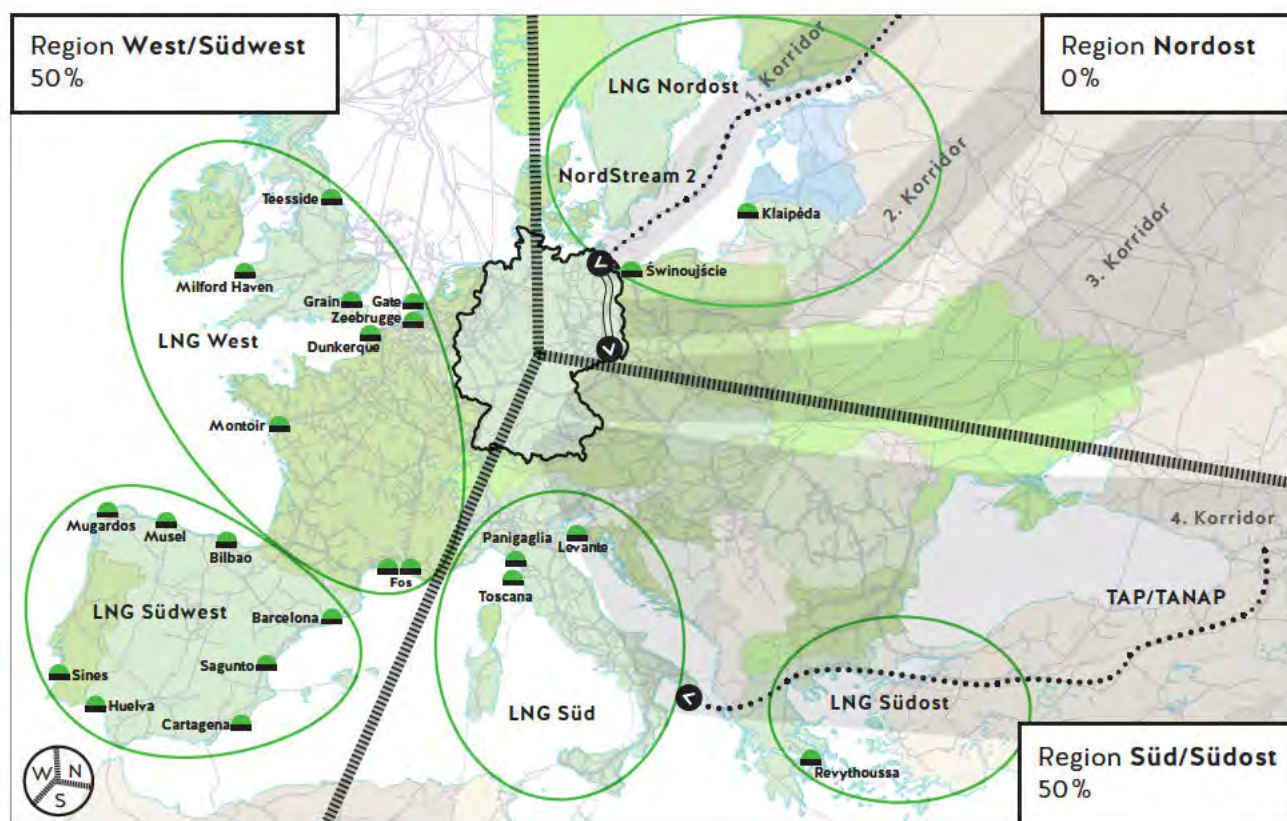 Region West/Südwest
50%
Region Nordost
0%
LNG Nordost
1. Korridor
NordStream 2
2. Korridor
3. Korridor
Teesside
Klaipėda
Świnoujście
Milford Haven
Grain
Gate
Zeebrugge
Dunkerque
LNG West
Montoir
4. Korridor
Mugardos
Musel
Bilbao
Panigaglia
Levante
Fos
Toscana
TAP/TANAP
LNG Südwest
Barcelona
Sagunto
Sines
Huelva
Cartagena
LNG Süd
LNG Südost
Revythoussa
Region Süd/Südost
50%
W N
S